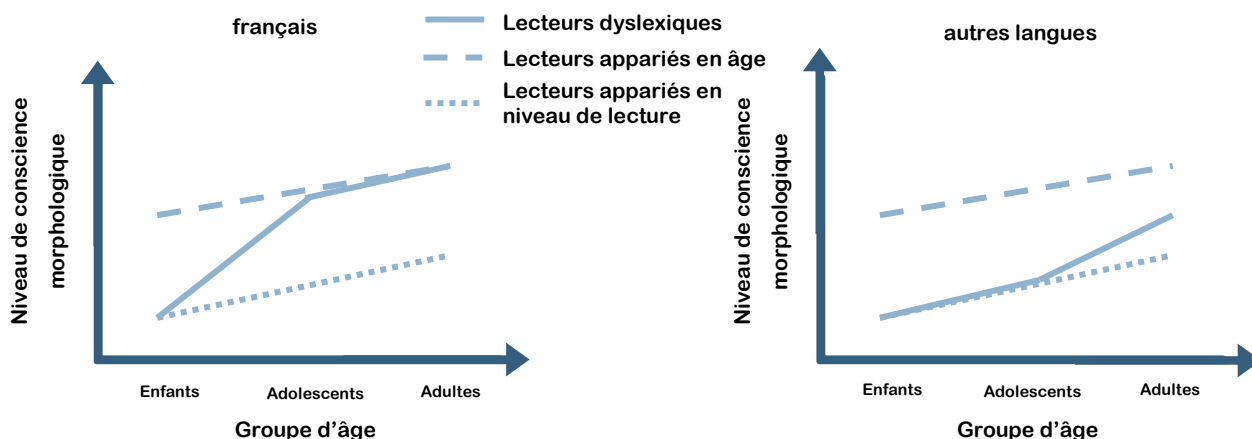 français
Niveau de conscience
morphologique
Enfants
Adolescents
Adultes
Groupe d’âge
Lecteurs dyslexiques
Lecteurs appariés en âge
Lecteurs appariés en
niveau de lecture
autres langues
Niveau de conscience
morphologique
Enfants
Adolescents
Adultes
Groupe d’âge